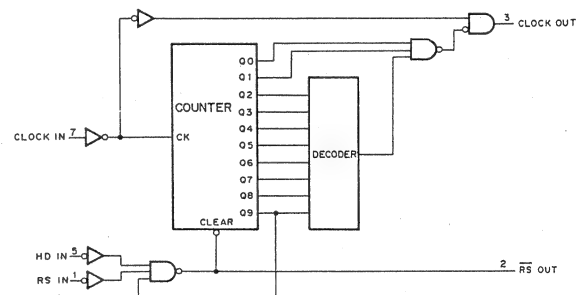 3 CLOCK OUT
Q0
Q1
COUNTER
Q2
Q3
Q4
CLOCK IN 7
CK
Q5
DECODER
Q6
Q7
Q8
Q9
CLEAR
HD IN 5
RS IN 1
2 R̅S̅ OUT